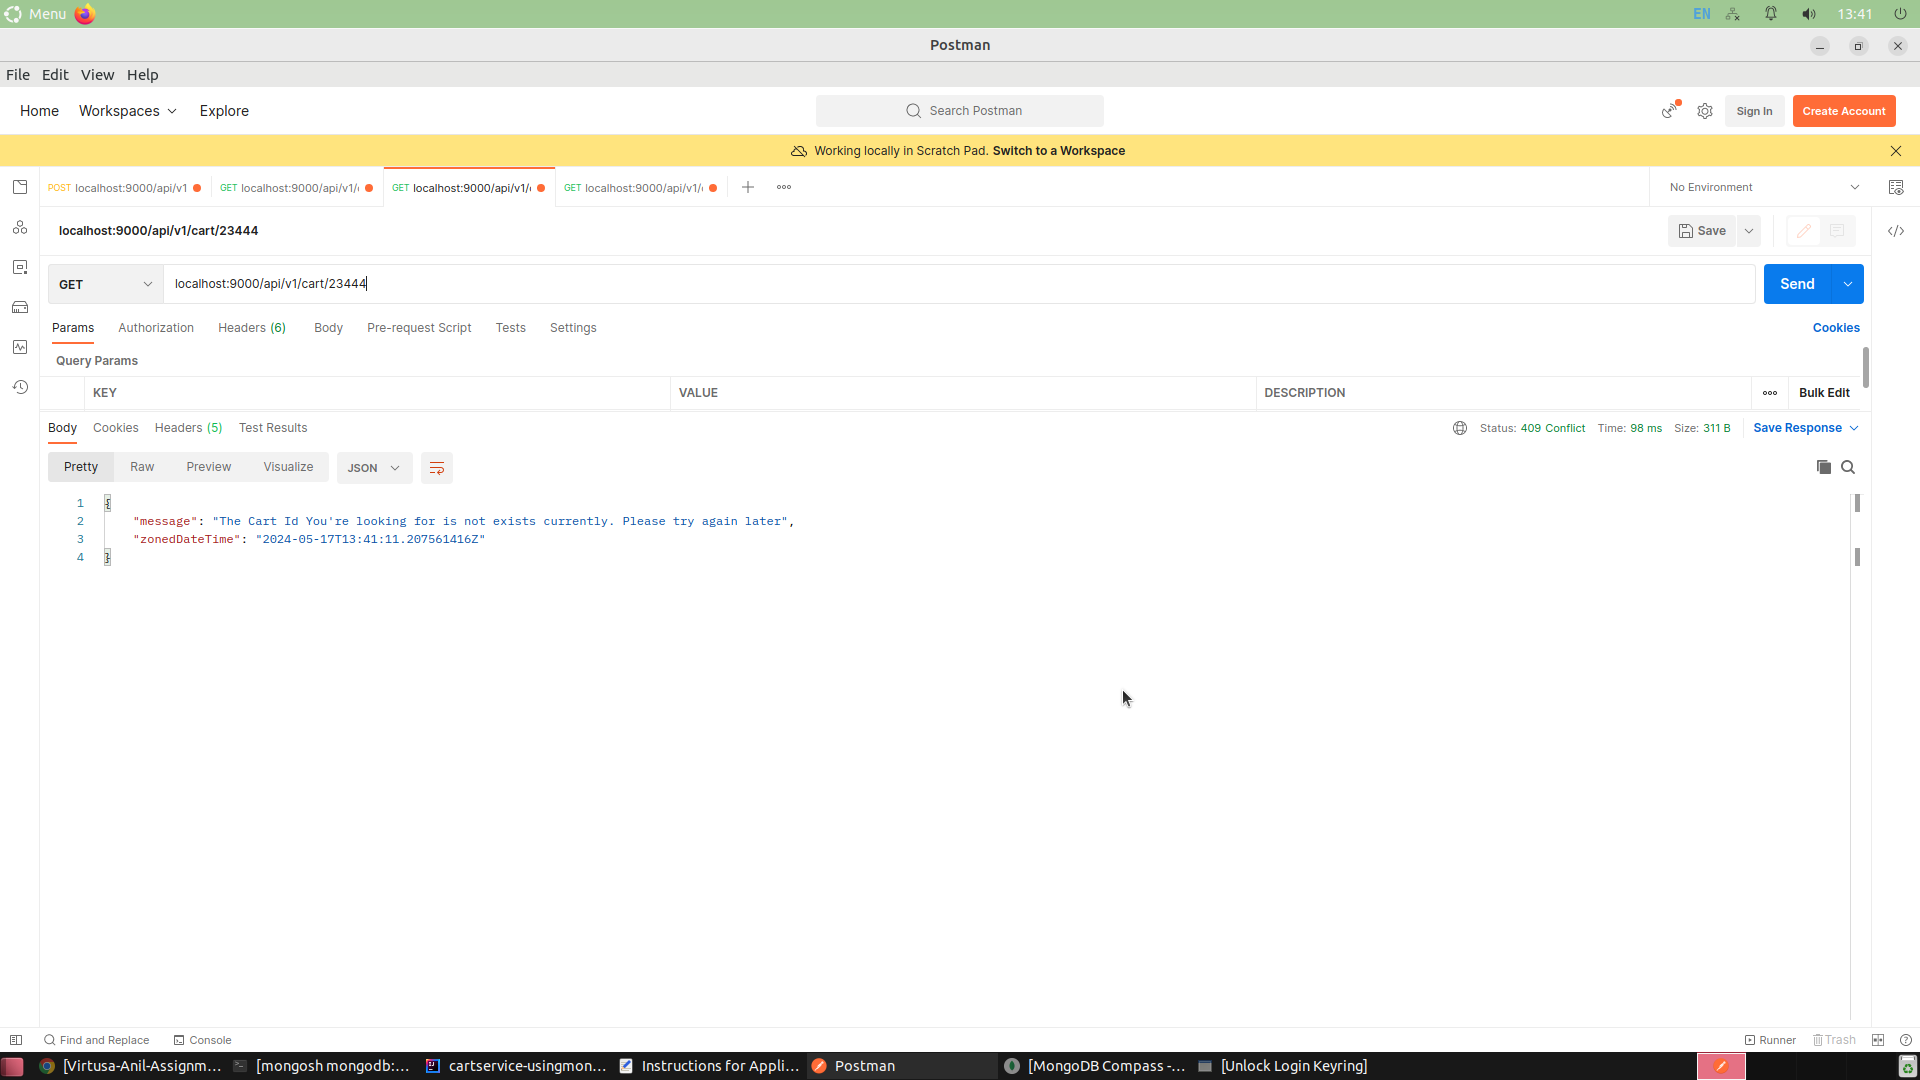 Menu
EN 13:41
Postman
File Edit View Help
Home Workspaces Explore Search Postman Sign In Create Account
Working locally in Scratch Pad. Switch to a Workspace
POST localhost:9000/api/v1 GET localhost:9000/api/v1/ GET localhost:9000/api/v1/ GET localhost:9000/api/v1/ No Environment
localhost:9000/api/v1/cart/23444 Save
GET localhost:9000/api/v1/cart/23444 Send
Params Authorization Headers (6) Body Pre-request Script Tests Settings Cookies
Query Params
KEY VALUE DESCRIPTION Bulk Edit
Body Cookies Headers (5) Test Results Status: 409 Conflict Time: 98 ms Size: 311 B Save Response
Pretty Raw Preview Visualize JSON
1 {
2 "message": "The Cart Id You're looking for is not exists currently. Please try again later",
3 "zonedDateTime": "2024-05-17T13:41:11.207561416Z"
4 }
Find and Replace Console Runner Trash
[Virtusa-Anil-Assignm... [mongosh mongodb:... cartservice-usingmon... Instructions for Appli... Postman [MongoDB Compass -... [Unlock Login Keyring]